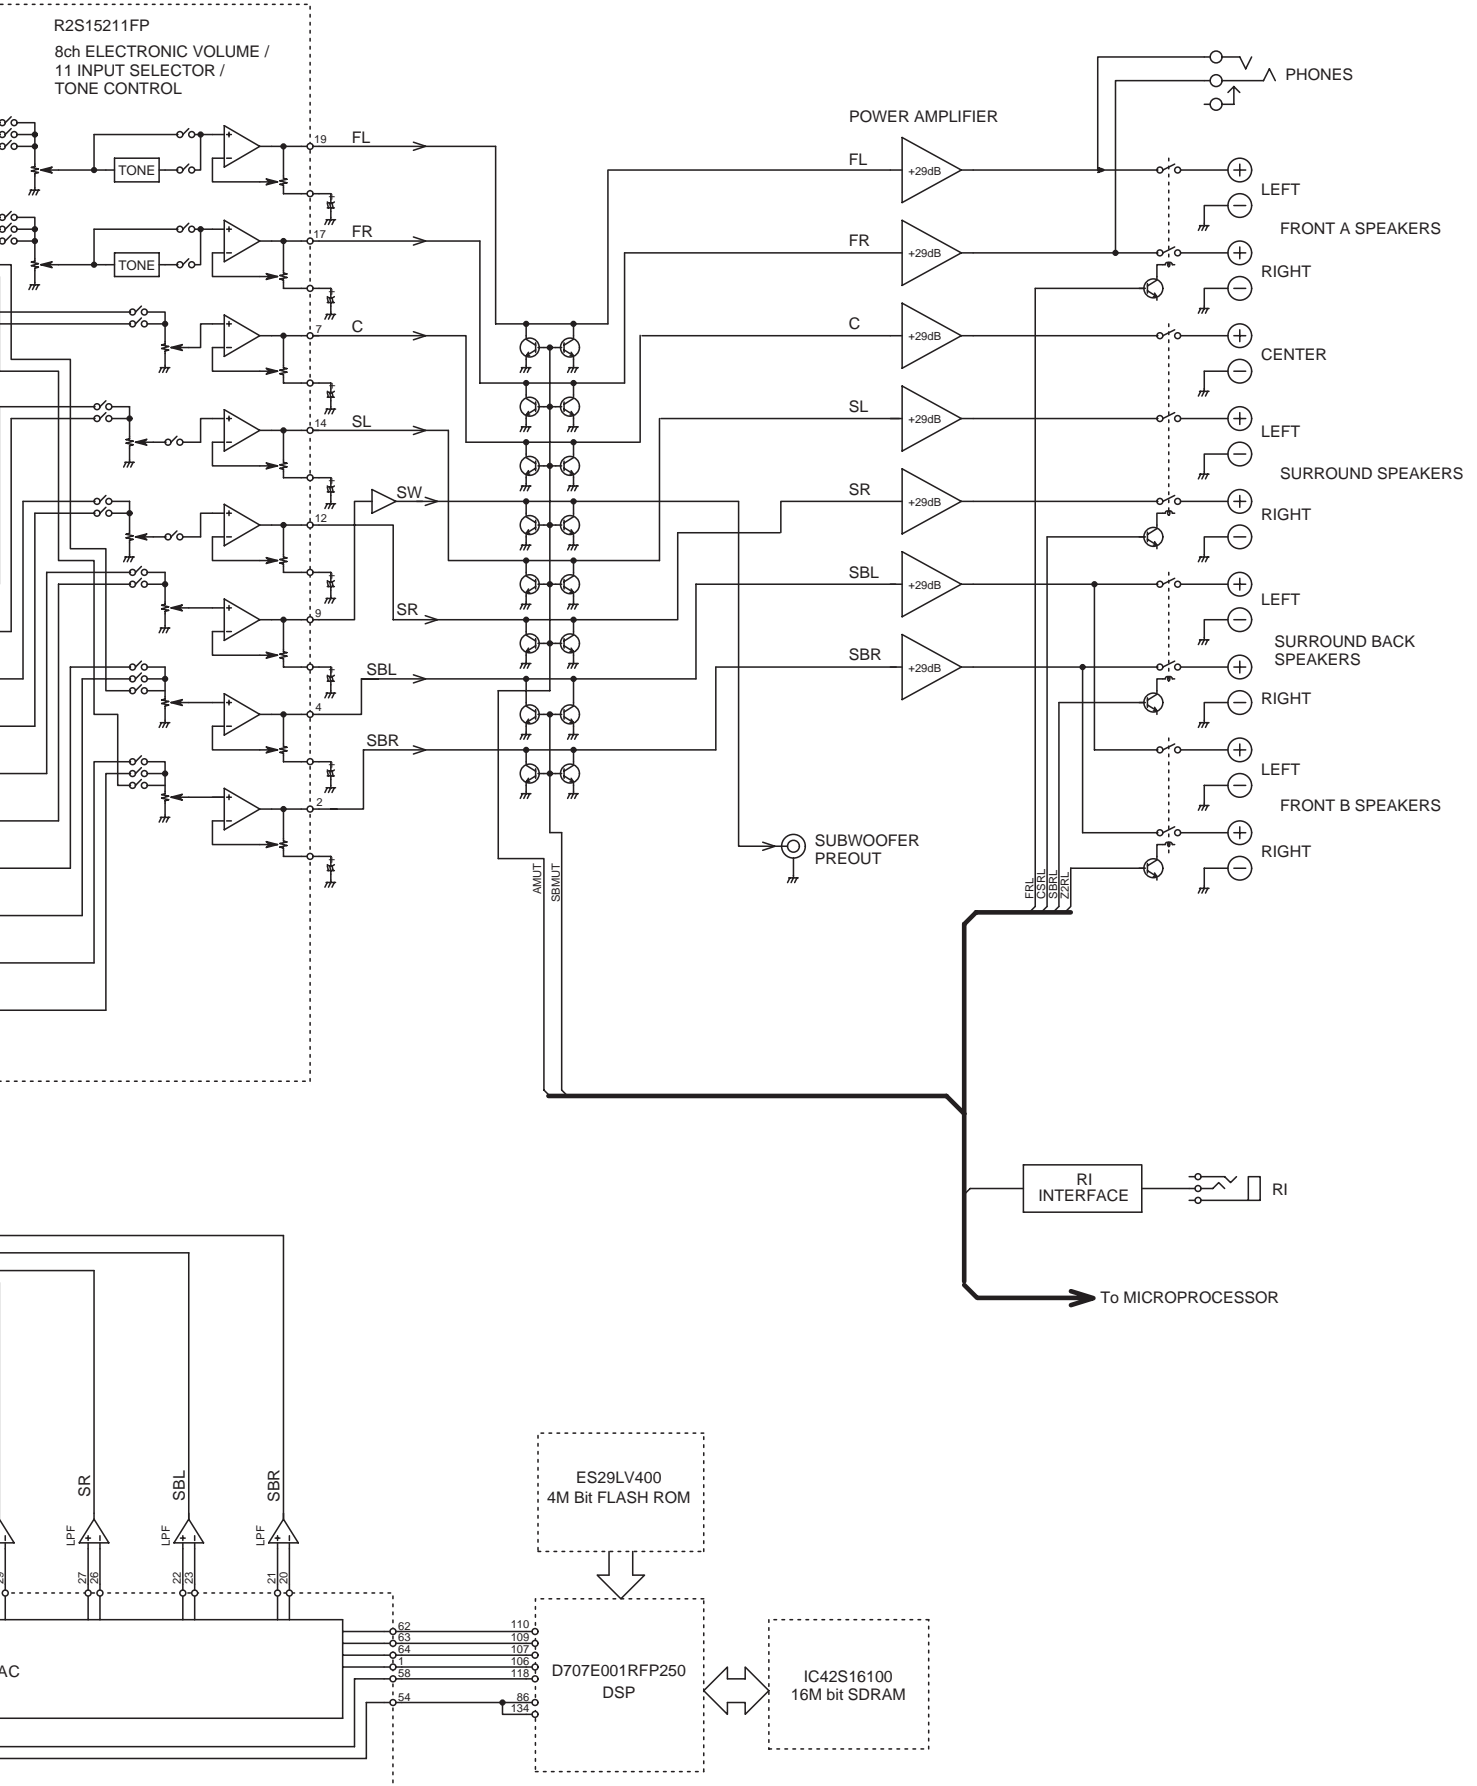 R2S15211FP
8ch ELECTRONIC VOLUME /
11 INPUT SELECTOR /
TONE CONTROL
PHONES
POWER AMPLIFIER
19
FL
TONE
FL
+29dB
LEFT
FRONT A SPEAKERS
17
FR
TONE
FR
+29dB
RIGHT
7
C
C
+29dB
CENTER
14
SL
SL
+29dB
LEFT
SURROUND SPEAKERS
12
SW
SR
+29dB
RIGHT
9
SR
SBL
+29dB
LEFT
SURROUND BACK
SPEAKERS
4
SBL
SBR
+29dB
RIGHT
2
SBR
LEFT
FRONT B SPEAKERS
RIGHT
SUBWOOFER
PREOUT
AMUT
SBMUT
FRL
CSRL
SBRL
Z2RL
RI
INTERFACE
RI
To MICROPROCESSOR
SR
SBL
SBR
LPF
LPF
LPF
27
26
22
23
21
20
ES29LV400
4M Bit FLASH ROM
62
63
64
1
58
54
110
109
107
106
118
86
134
AC
D707E001RFP250
DSP
IC42S16100
16M bit SDRAM